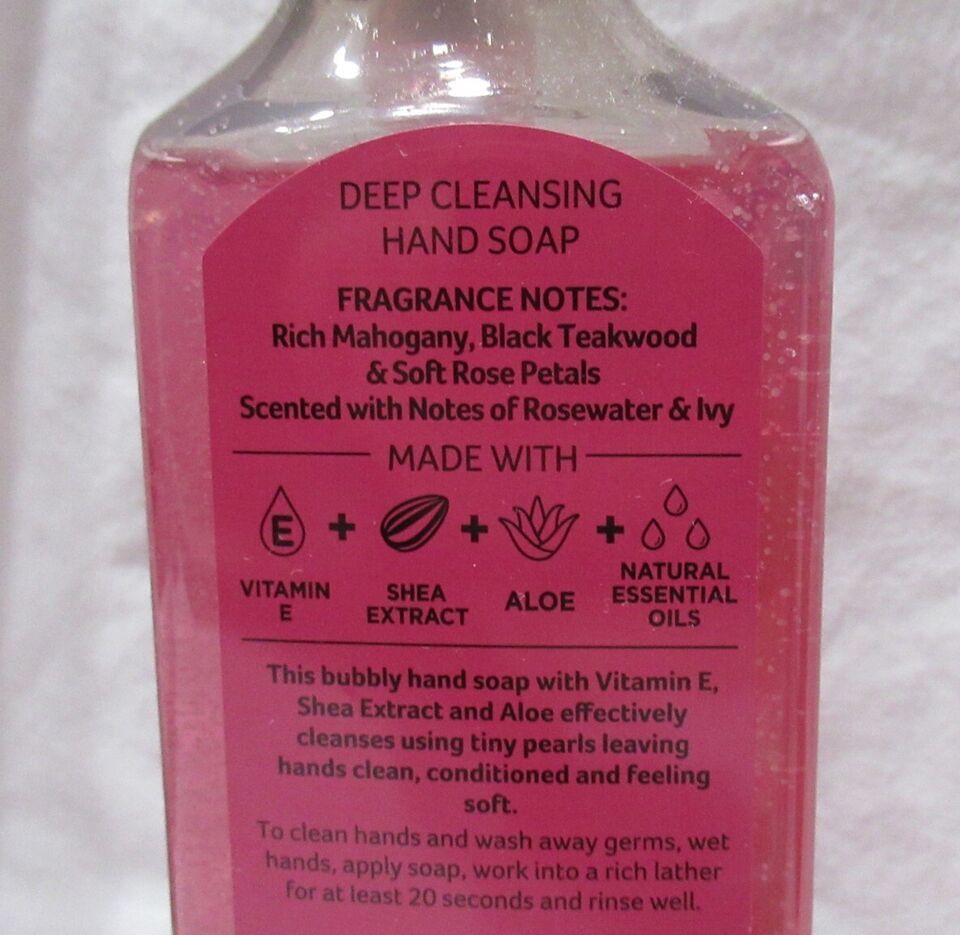 DEEP CLEANSING
HAND SOAP
FRAGRANCE NOTES:
Rich Mahogany, Black Teakwood
& Soft Rose Petals
Scented with Notes of Rosewater & Ivy
MADE WITH
E
VITAMIN
E
SHEA
EXTRACT
ALOE
NATURAL
ESSENTIAL
OILS
This bubbly hand soap with Vitamin E,
Shea Extract and Aloe effectively
cleanses using tiny pearls leaving
hands clean, conditioned and feeling
soft.
To clean hands and wash away germs, wet
hands, apply soap, work into a rich lather
for at least 20 seconds and rinse well.